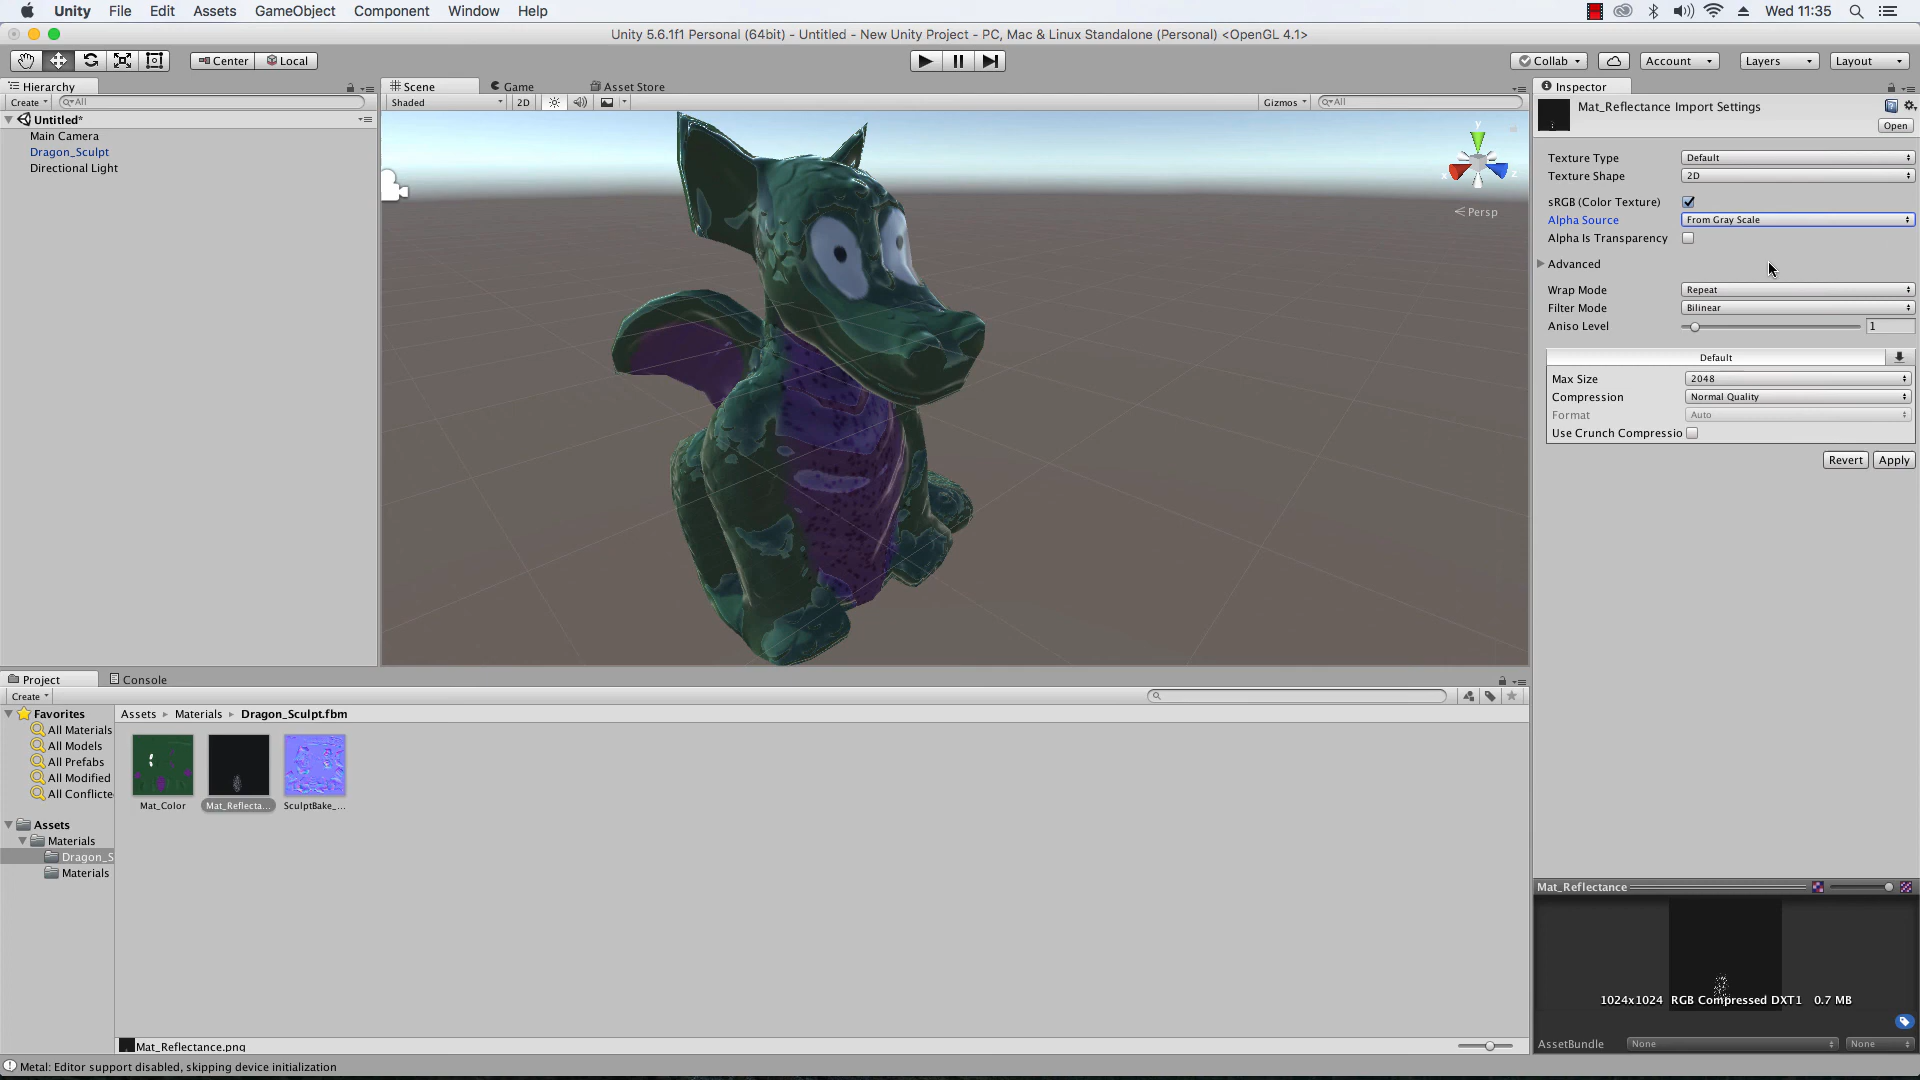 Unity File Edit Assets GameObject Component Window Help Wed 11:35
Unity 5.6.1f1 Personal (64bit) - Untitled - New Unity Project - PC, Mac & Linux Standalone (Personal) <OpenGL 4.1>
Center Local Collab Account Layers Layout
Hierarchy
Create All
Untitled*
Main Camera
Dragon_Sculpt
Directional Light
Scene Game Asset Store
Shaded 2D Gizmos All
y
x z
Persp
Inspector
Mat_Reflectance Import Settings
Open
Texture Type Default
Texture Shape 2D
sRGB (Color Texture)
Alpha Source From Gray Scale
Alpha Is Transparency
Advanced
Wrap Mode Repeat
Filter Mode Bilinear
Aniso Level 1
Default
Max Size 2048
Compression Normal Quality
Format Auto
Use Crunch Compressio
Revert Apply
Project Console
Create
Favorites
All Materials
All Models
All Prefabs
All Modified
All Conflicte
Assets
Materials
Dragon_S
Materials
Assets Materials Dragon_Sculpt.fbm
Mat_Color Mat_Reflecta... SculptBake_...
Mat_Reflectance.png
Mat_Reflectance
1024x1024 RGB Compressed DXT1 0.7 MB
AssetBundle None None
Metal: Editor support disabled, skipping device initialization